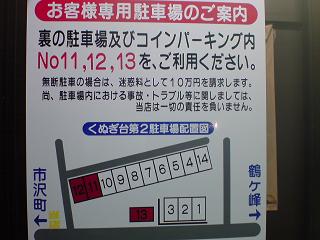 お客様専用駐車場のご案内
裏の駐車場及びコインパーキング内
No11,12,13を、ご利用ください。
無断駐車の場合は、迷惑料として10万円を請求します。
尚、駐車場内における事故・トラブル等に関しましては、
当店は一切の責任を負いません。
くぬぎ台第2駐車場配置図
12 11 10 9 8 7 6 5 4 14
13
3 2 1
市沢町
当店
鶴ヶ峰